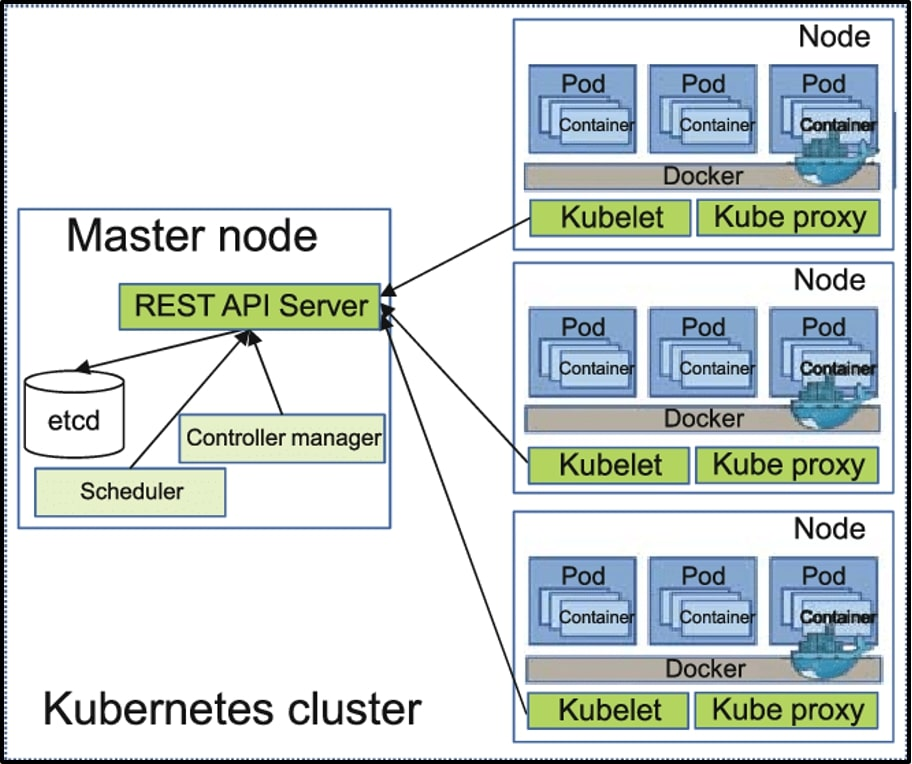 Master node
REST API Server
etcd
Controller manager
Scheduler
Kubernetes cluster
Node
Pod Pod Pod
Container Container Container
Docker
Kubelet Kube proxy
Node
Pod Pod Pod
Container Container Container
Docker
Kubelet Kube proxy
Node
Pod Pod Pod
Container Container Container
Docker
Kubelet Kube proxy